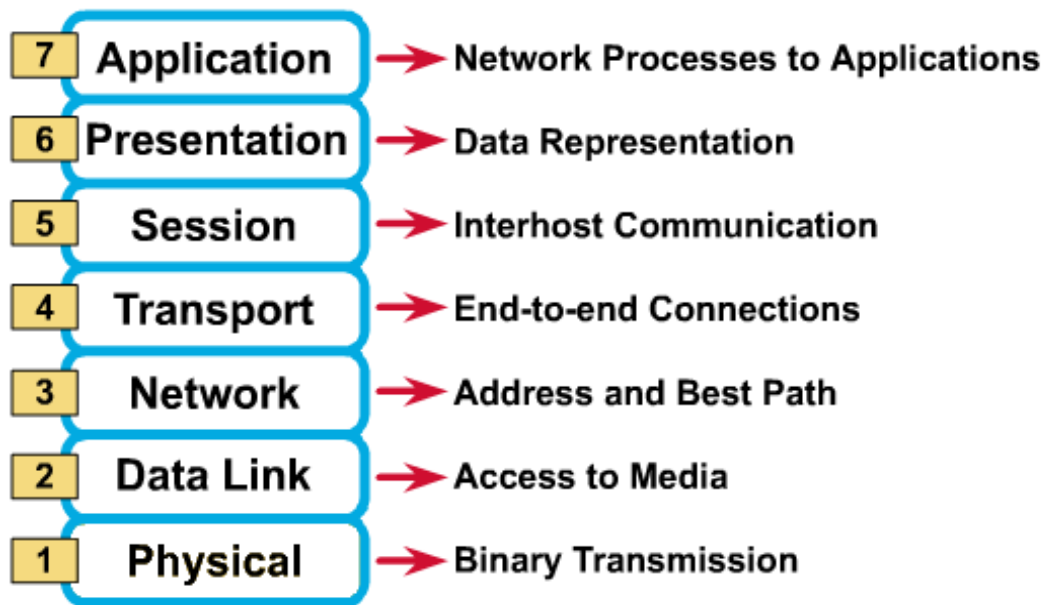 7 Application Network Processes to Applications
6 Presentation Data Representation
5 Session Interhost Communication
4 Transport End-to-end Connections
3 Network Address and Best Path
2 Data Link Access to Media
1 Physical Binary Transmission